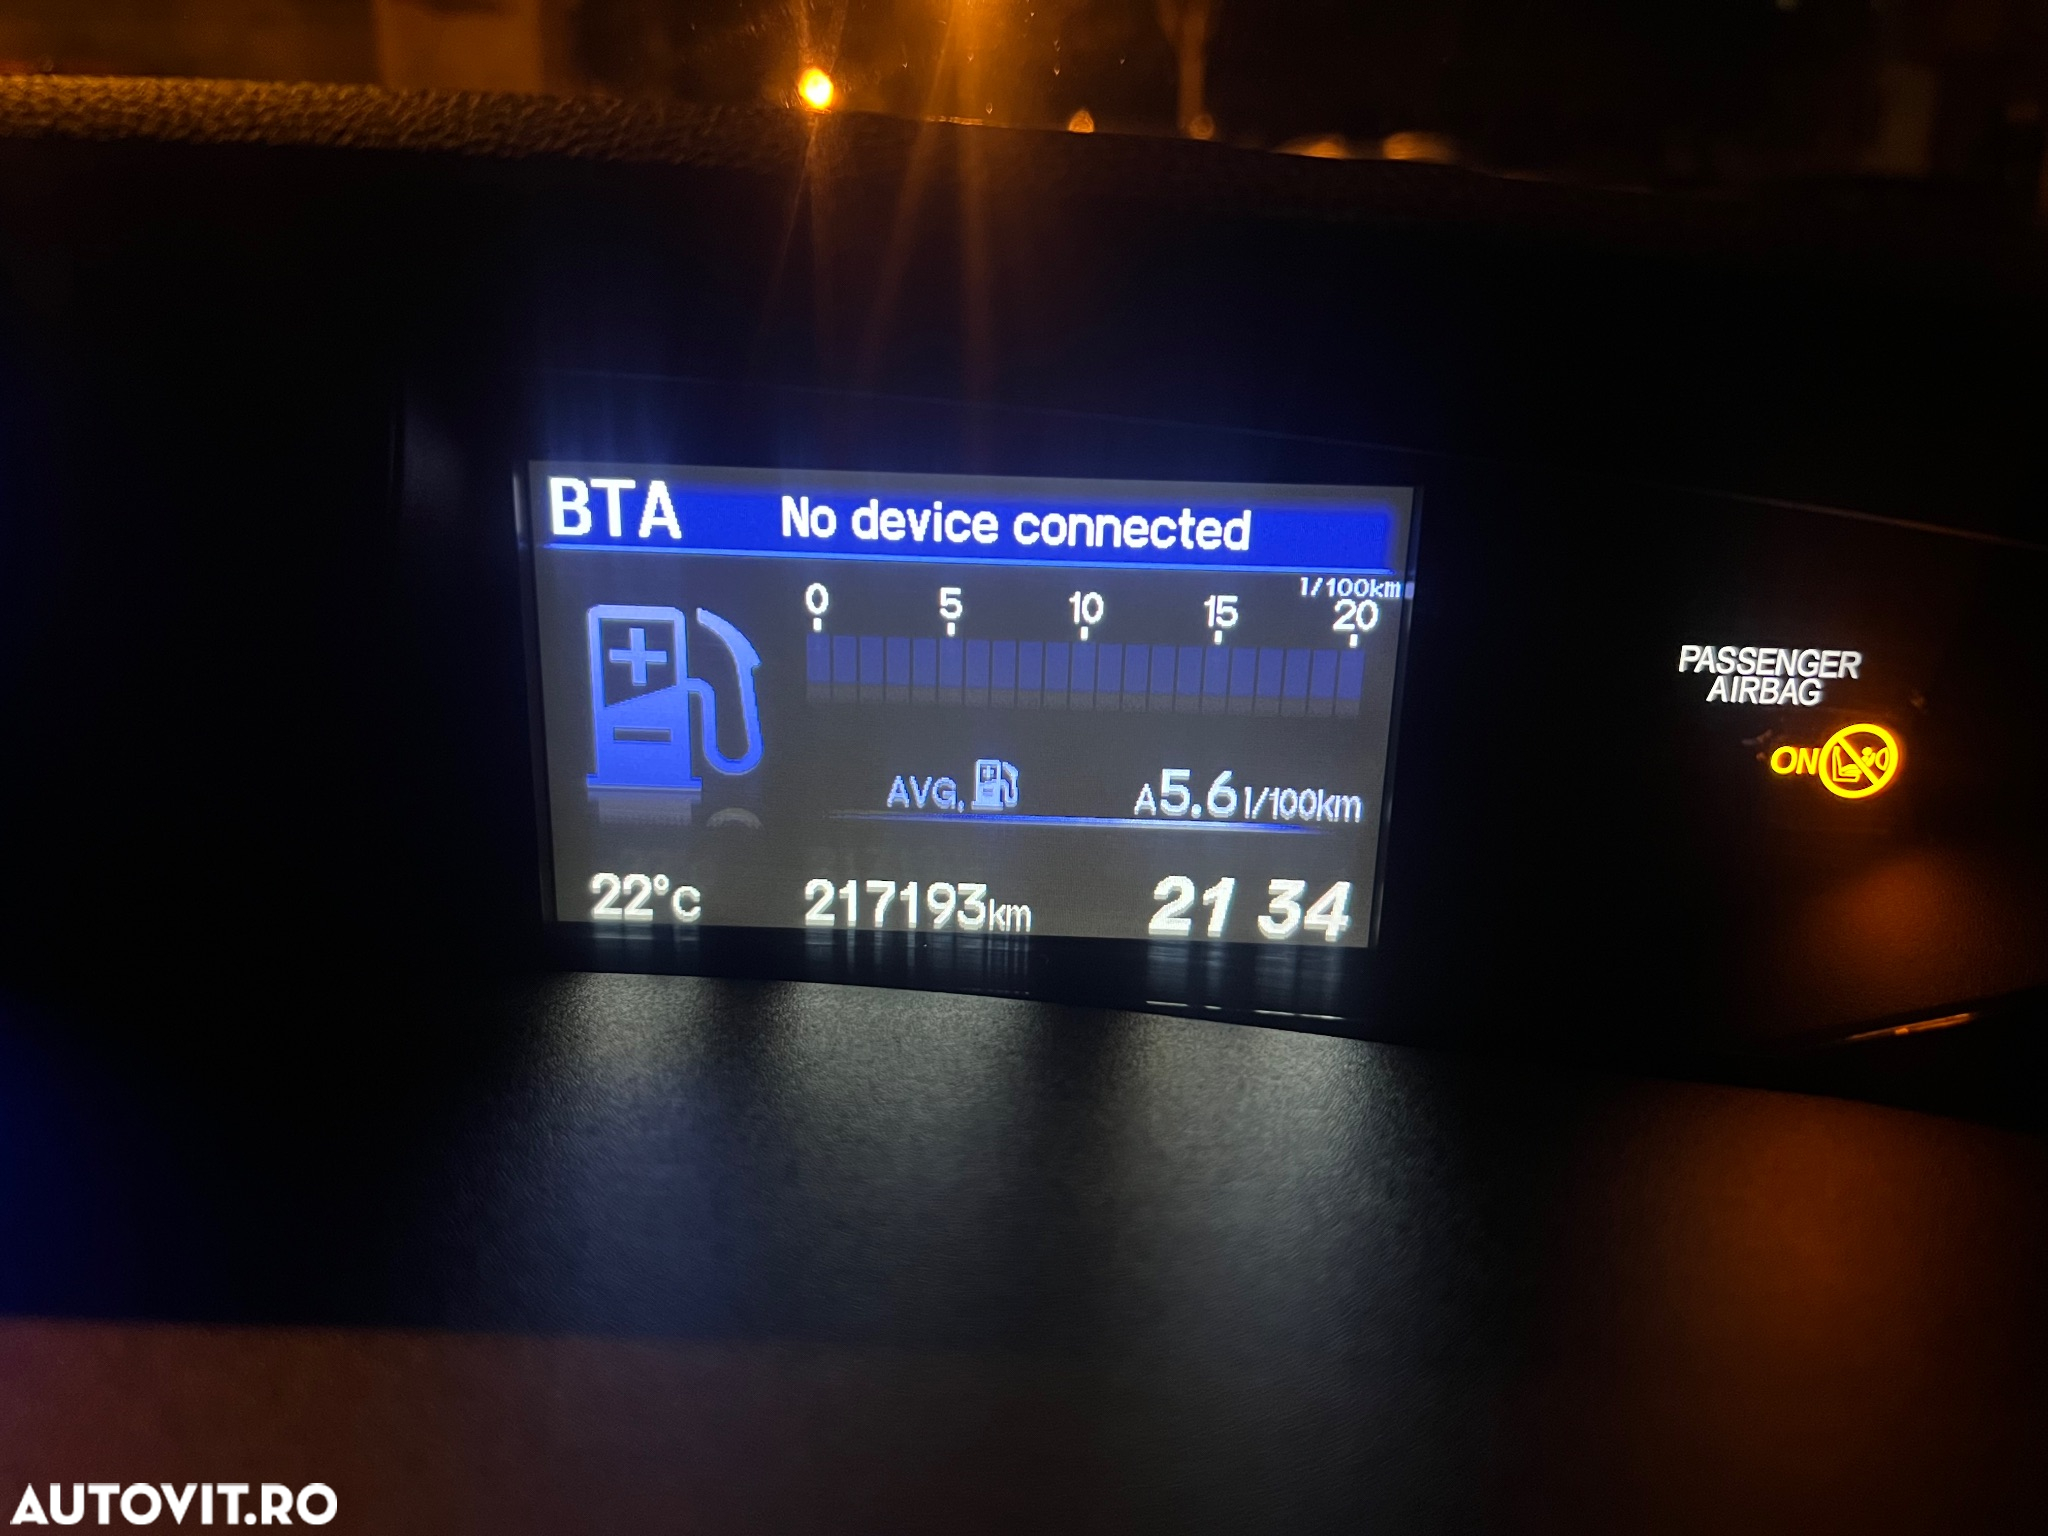 BTA No device connected
l/100km
0 5 10 15 20
AVG. A5.6l/100km
22°C 217193km 21 34
PASSENGER
AIRBAG
ON
AUTOVIT.RO